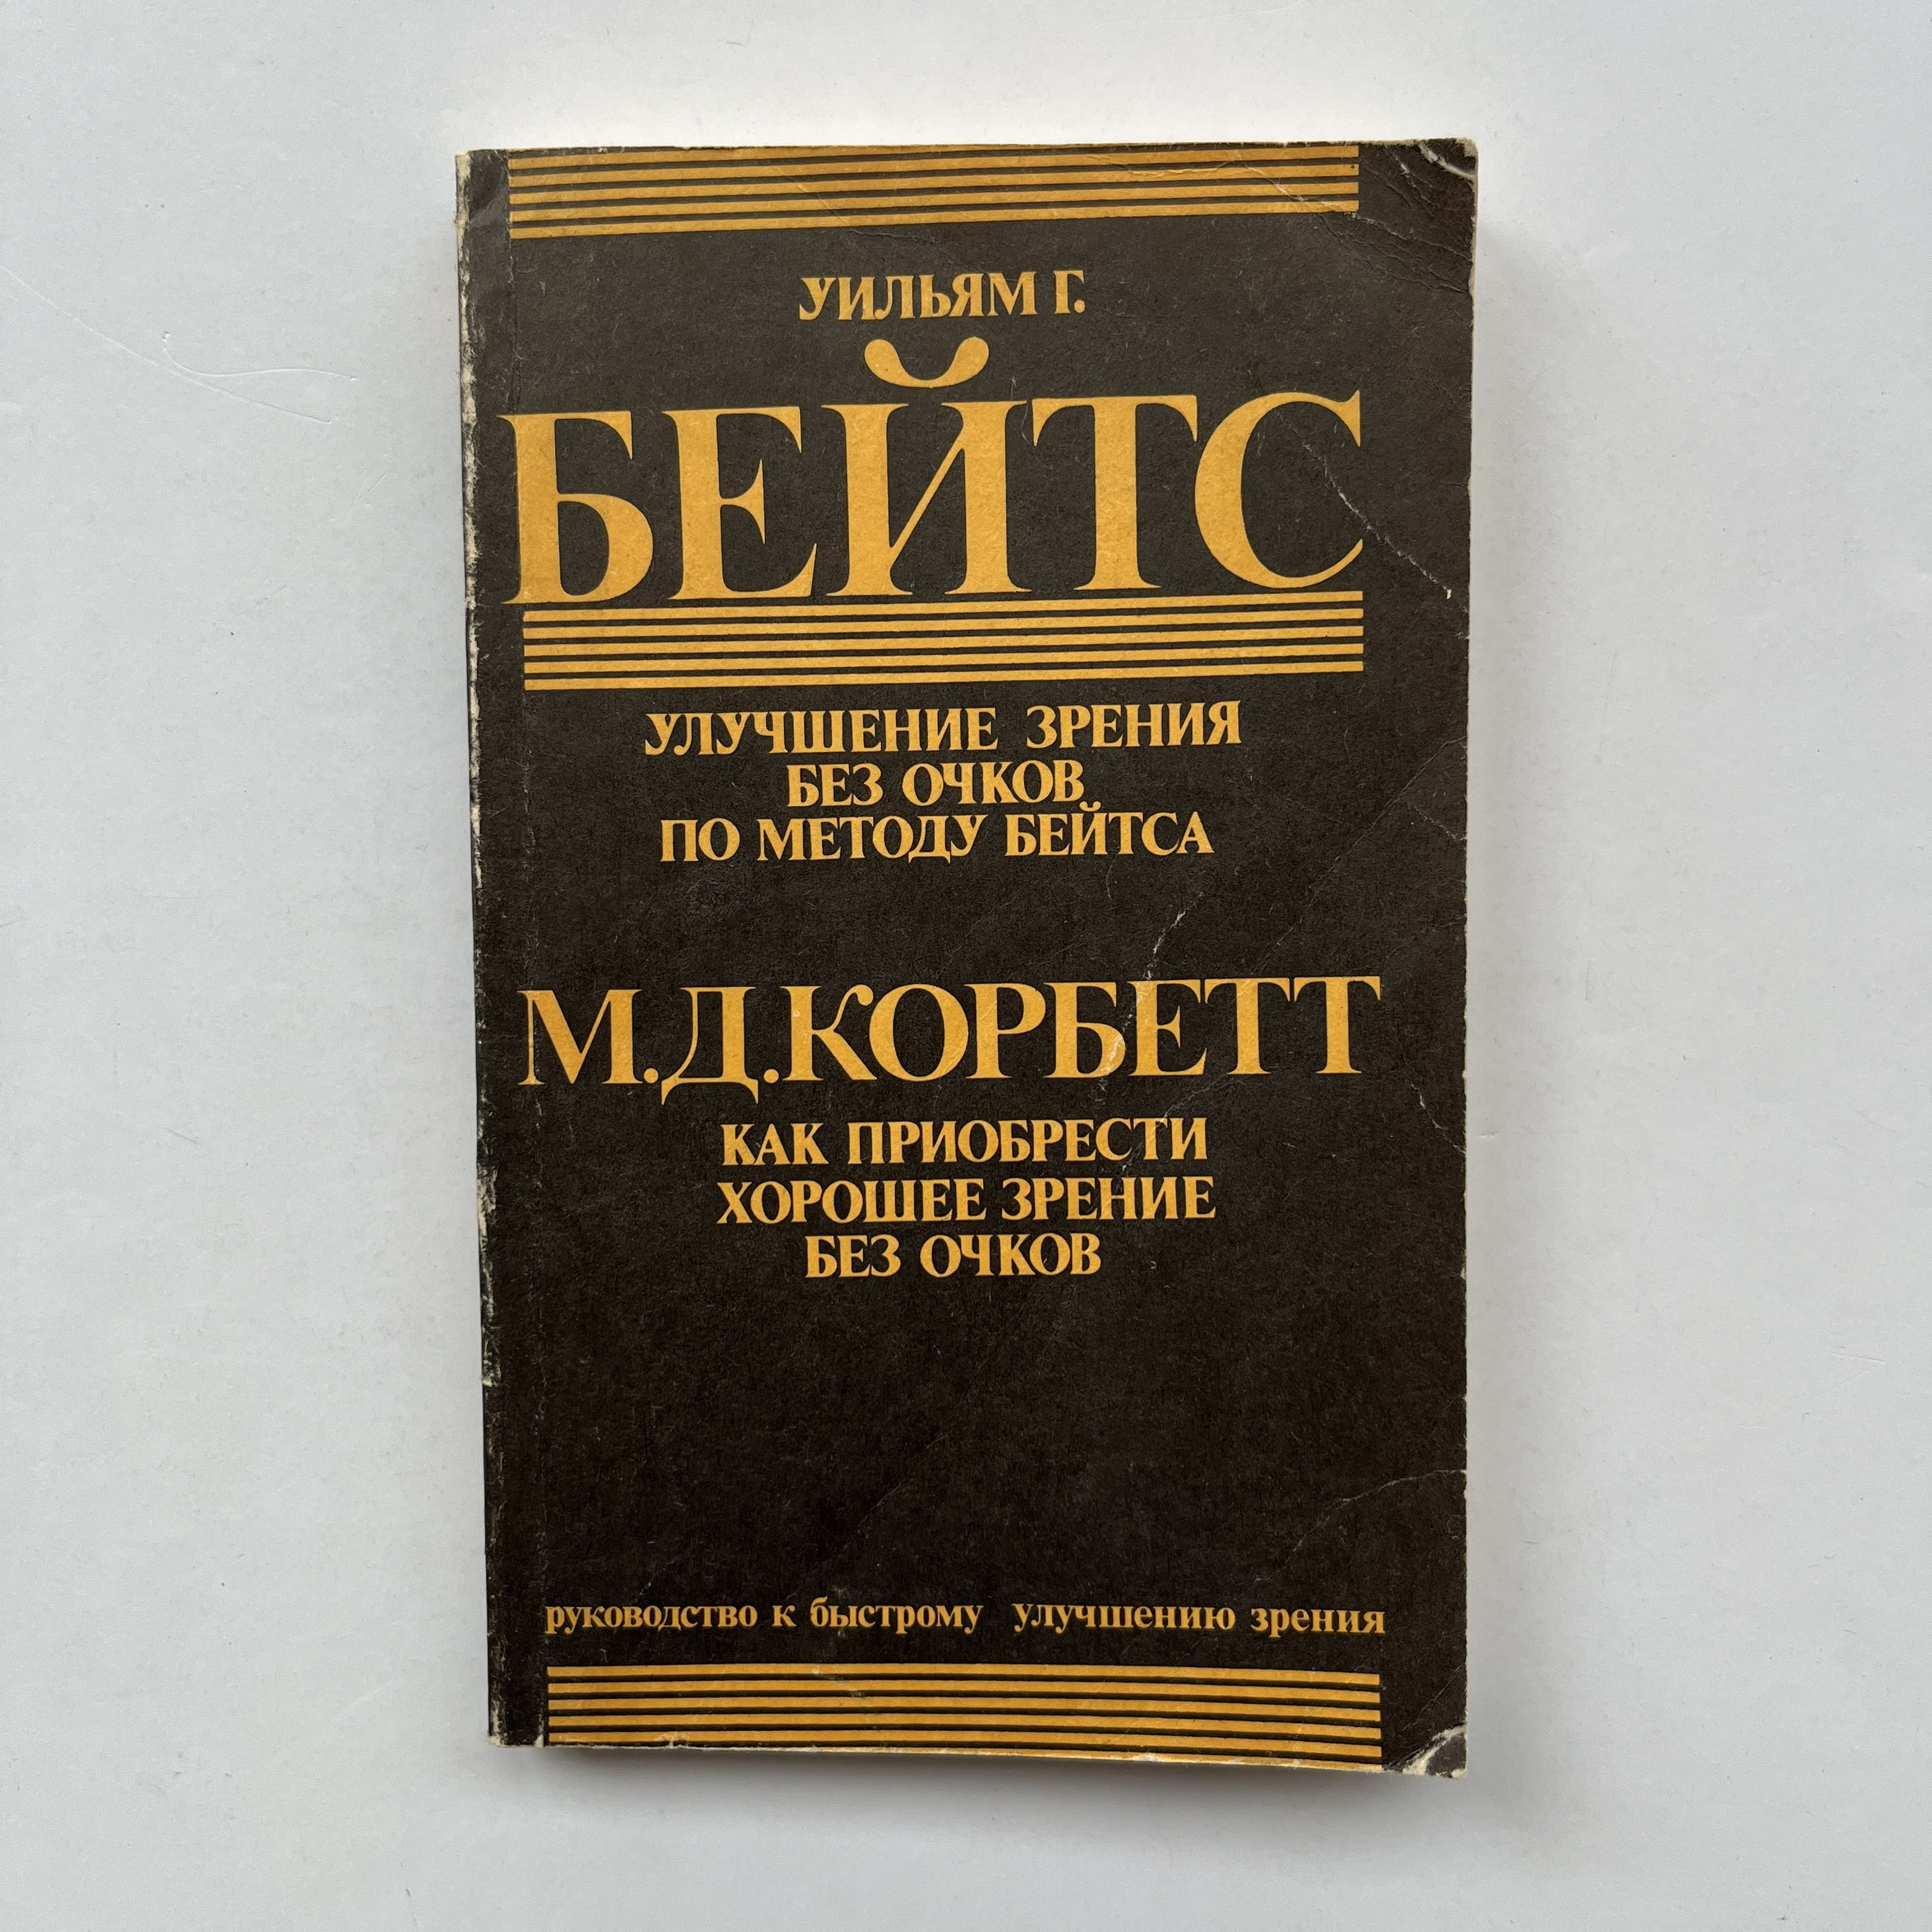 УИЛЬЯМ Г.
БЕЙТС
УЛУЧШЕНИЕ ЗРЕНИЯ
БЕЗ ОЧКОВ
ПО МЕТОДУ БЕЙТСА
М.Д.КОРБЕТТ
КАК ПРИОБРЕСТИ
ХОРОШЕЕ ЗРЕНИЕ
БЕЗ ОЧКОВ
руководство к быстрому улучшению зрения